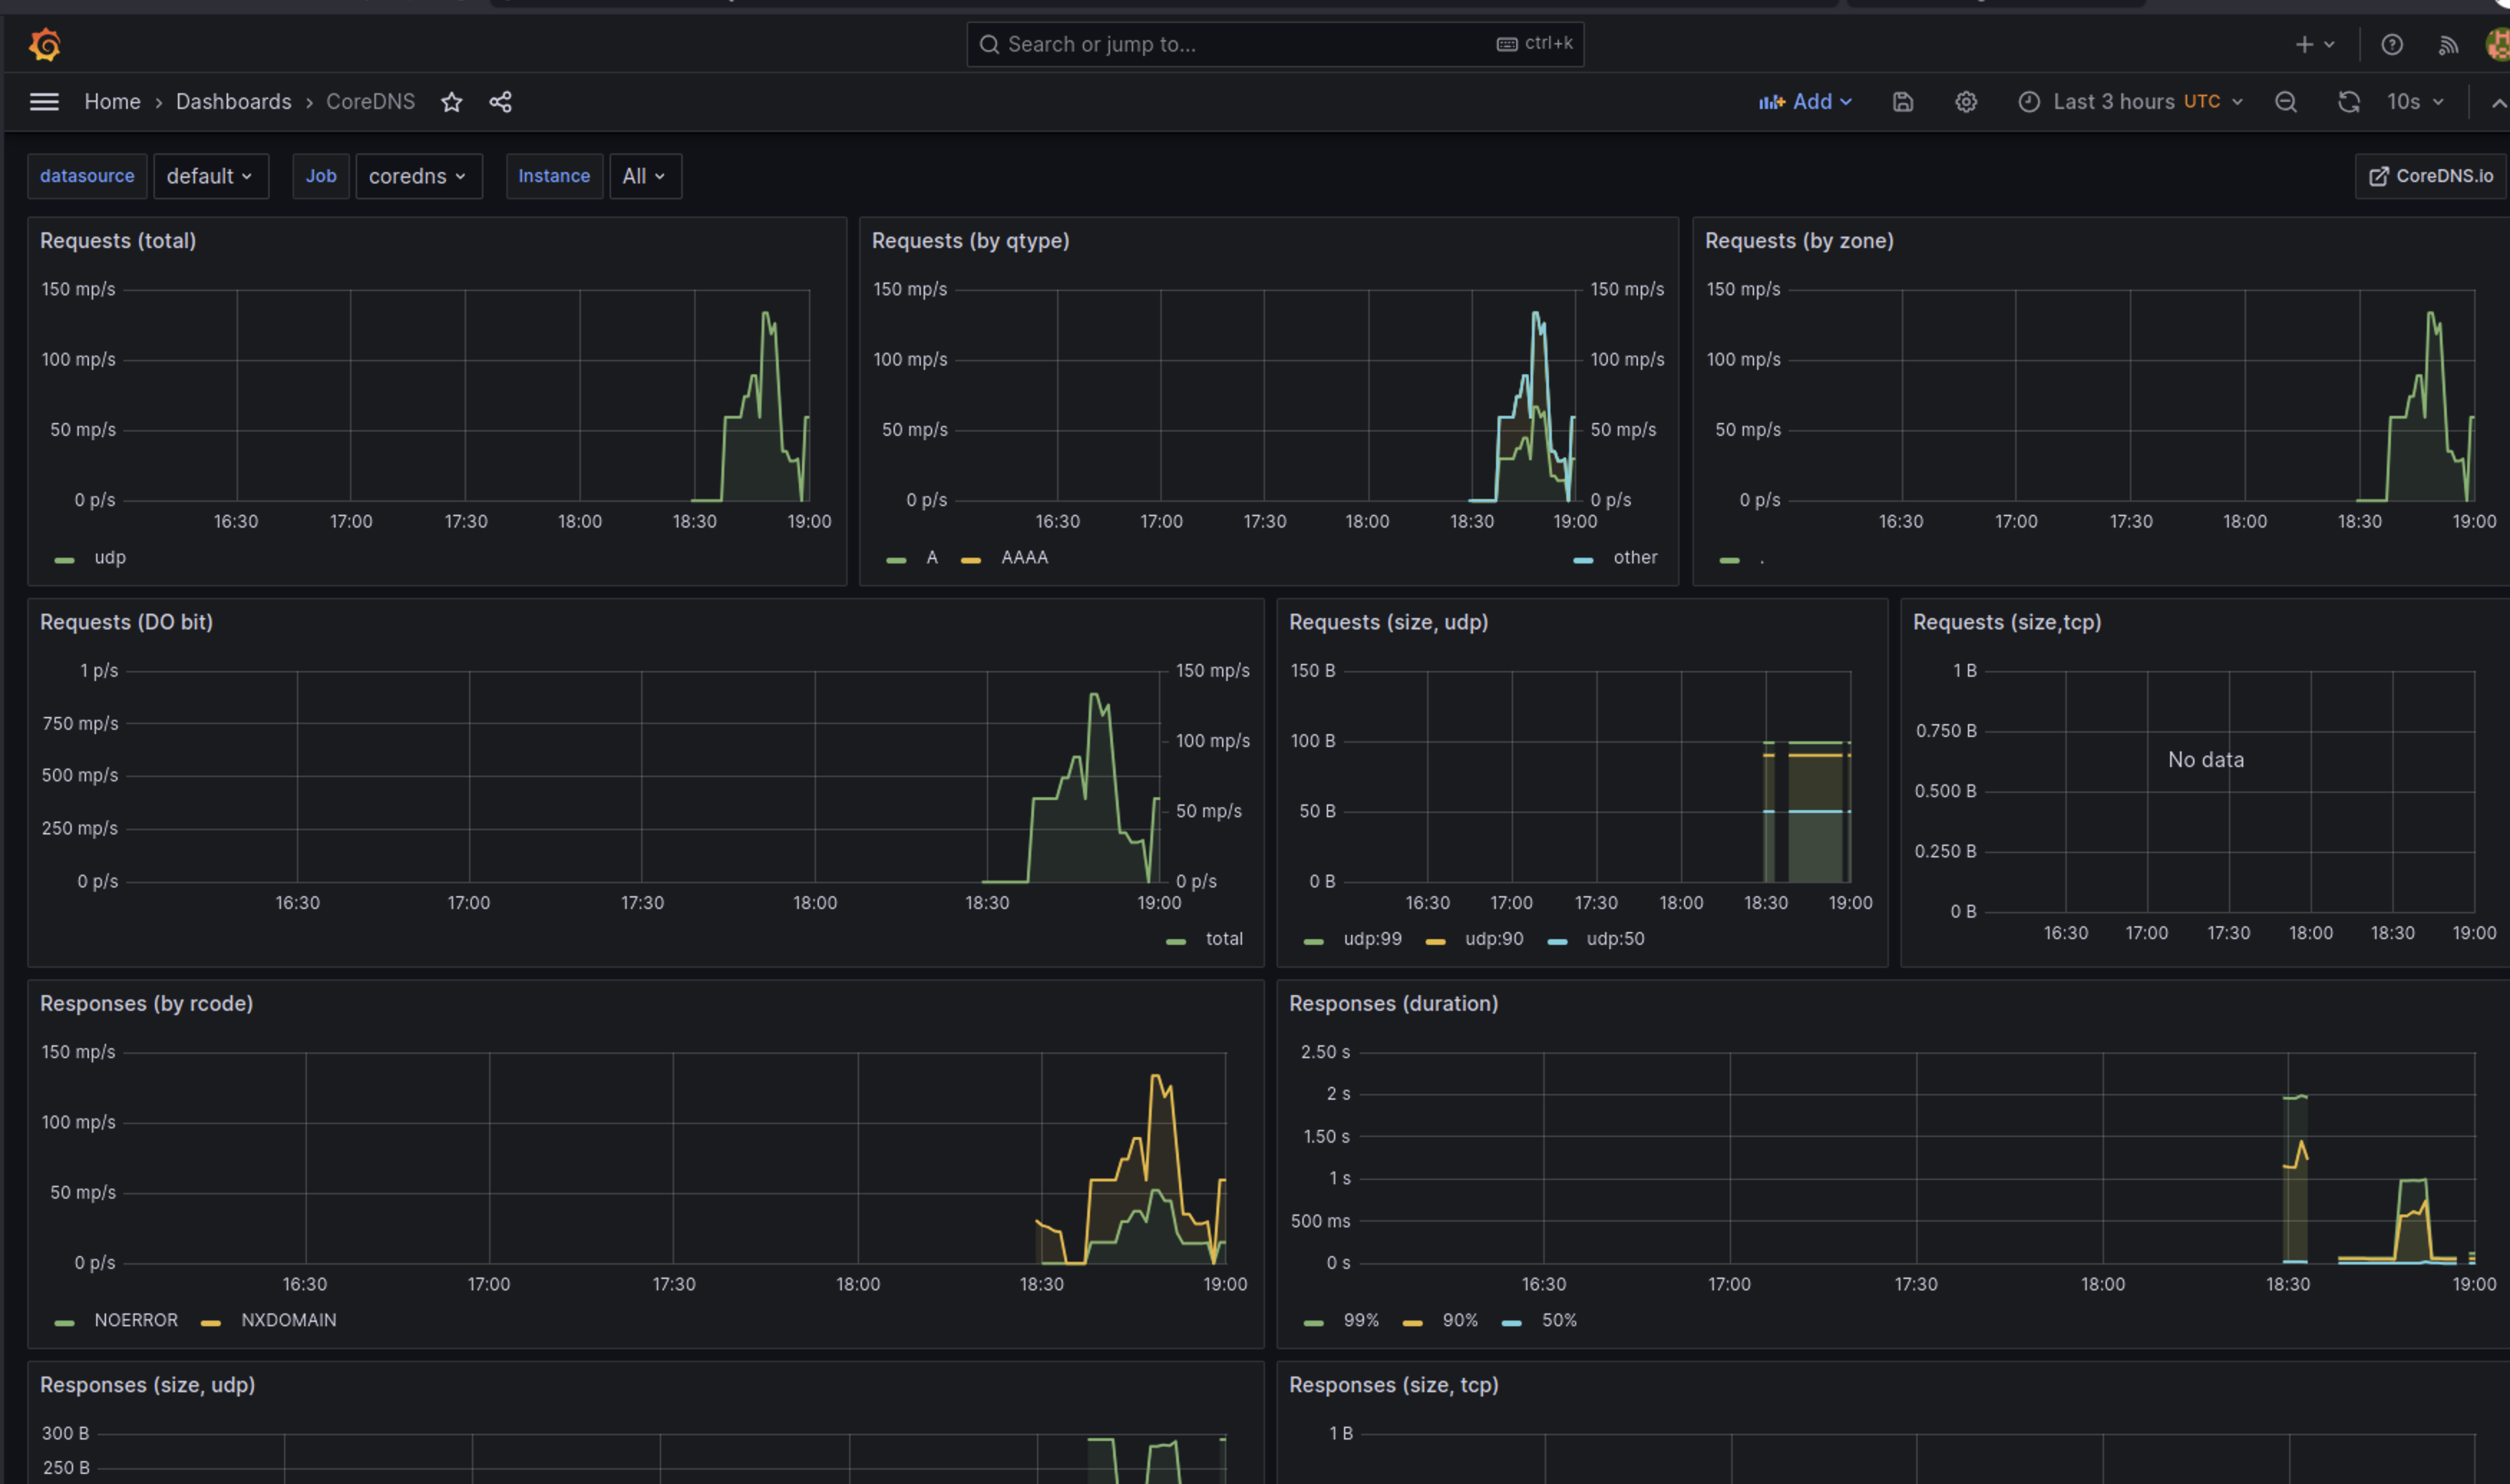 Search or jump to... ctrl+k
Home › Dashboards › CoreDNS Add Last 3 hours UTC 10s
datasource default Job coredns Instance All CoreDNS.io
Requests (total)
150 mp/s
100 mp/s
50 mp/s
0 p/s
16:30 17:00 17:30 18:00 18:30 19:00
udp
Requests (by qtype)
150 mp/s 150 mp/s
100 mp/s 100 mp/s
50 mp/s 50 mp/s
0 p/s 0 p/s
16:30 17:00 17:30 18:00 18:30 19:00
A AAAA other
Requests (by zone)
150 mp/s
100 mp/s
50 mp/s
0 p/s
16:30 17:00 17:30 18:00 18:30 19:00
.
Requests (DO bit)
1 p/s 150 mp/s
750 mp/s
100 mp/s
500 mp/s
50 mp/s
250 mp/s
0 p/s 0 p/s
16:30 17:00 17:30 18:00 18:30 19:00
total
Requests (size, udp)
150 B
100 B
50 B
0 B
16:30 17:00 17:30 18:00 18:30 19:00
udp:99 udp:90 udp:50
Requests (size,tcp)
1 B
0.750 B
No data
0.500 B
0.250 B
0 B
16:30 17:00 17:30 18:00 18:30 19:00
Responses (by rcode)
150 mp/s
100 mp/s
50 mp/s
0 p/s
16:30 17:00 17:30 18:00 18:30 19:00
NOERROR NXDOMAIN
Responses (duration)
2.50 s
2 s
1.50 s
1 s
500 ms
0 s
16:30 17:00 17:30 18:00 18:30 19:00
99% 90% 50%
Responses (size, udp)
300 B
250 B
Responses (size, tcp)
1 B